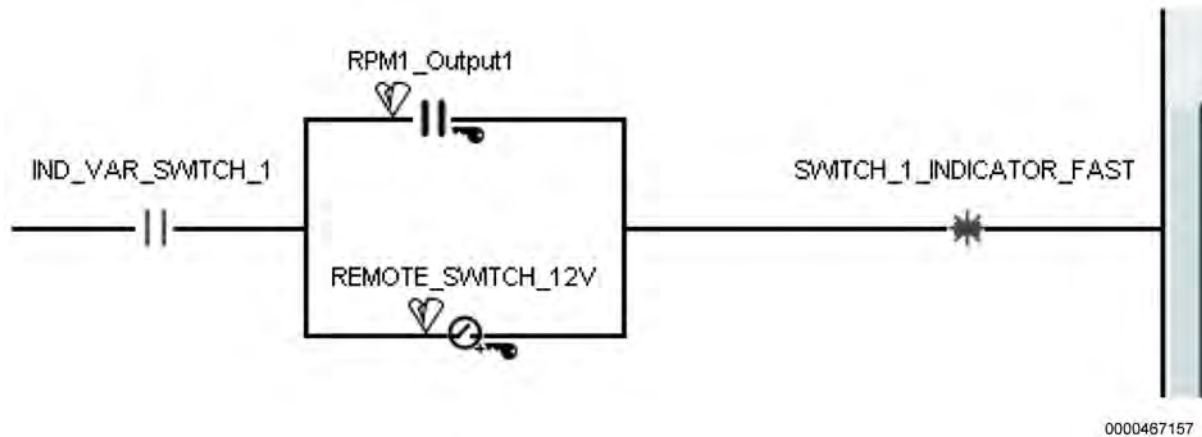 RPM1_Output1
IND_VAR_SWITCH_1
SWITCH_1_INDICATOR_FAST
REMOTE_SWITCH_12V
0000467157